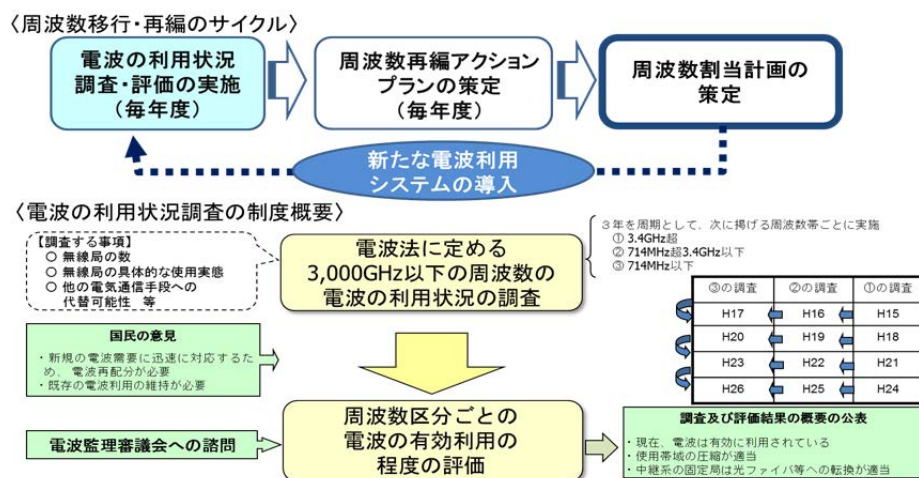 〈周波数移行・再編のサイクル〉
電波の利用状況
調査・評価の実施
（毎年度）
周波数再編アクション
プランの策定
（毎年度）
周波数割当計画の
策定
新たな電波利用
システムの導入
〈電波の利用状況調査の制度概要〉
【調査する事項】
○ 無線局の数
○ 無線局の具体的な使用実態
○ 他の電気通信手段への
代替可能性　等
電波法に定める
3,000GHz以下の周波数の
電波の利用状況の調査
３年を周期として、次に掲げる周波数帯ごとに実施
① 3.4GHz超
② 714MHz超3.4GHz以下
③ 714MHz以下
③の調査 ②の調査 ①の調査
H17 H16 H15
H20 H19 H18
H23 H22 H21
H26 H25 H24
国民の意見
・新規の電波需要に迅速に対応するた
め、電波再配分が必要
・既存の電波利用の維持が必要
電波監理審議会への諮問
周波数区分ごとの
電波の有効利用の
程度の評価
調査及び評価結果の概要の公表
・現在、電波は有効に利用されている
・使用帯域の圧縮が適当
・中継系の固定局は光ファイバ等への転換が適当